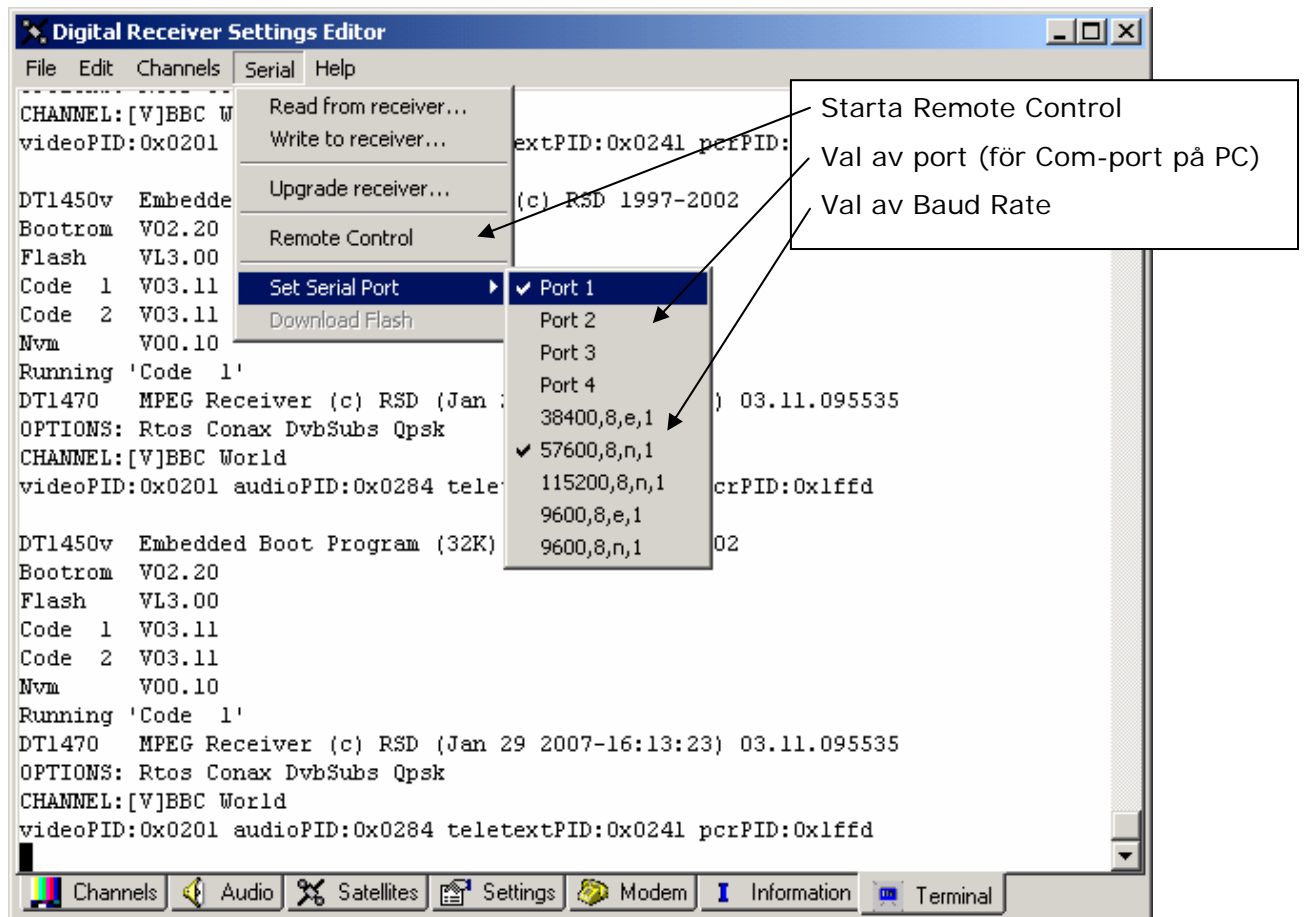 Digital Receiver Settings Editor
File Edit Channels Serial Help
CHANNEL:[V]BBC W
videoPID:0x0201 extPID:0x0241 pcrPID:
DT1450v Embedde (c) RSD 1997-2002
Bootrom V02.20
Flash VL3.00
Code 1 V03.11
Code 2 V03.11
Nvm V00.10
Running 'Code 1'
DT1470 MPEG Receiver (c) RSD (Jan ) 03.11.095535
OPTIONS: Rtos Conax DvbSubs Qpsk
CHANNEL:[V]BBC World
videoPID:0x0201 audioPID:0x0284 tele crPID:0x1ffd
DT1450v Embedded Boot Program (32K) 02
Bootrom V02.20
Flash VL3.00
Code 1 V03.11
Code 2 V03.11
Nvm V00.10
Running 'Code 1'
DT1470 MPEG Receiver (c) RSD (Jan 29 2007-16:13:23) 03.11.095535
OPTIONS: Rtos Conax DvbSubs Qpsk
CHANNEL:[V]BBC World
videoPID:0x0201 audioPID:0x0284 teletextPID:0x0241 pcrPID:0x1ffd
Read from receiver...
Write to receiver...
Upgrade receiver...
Remote Control
Set Serial Port
Download Flash
Port 1
Port 2
Port 3
Port 4
38400,8,e,1
57600,8,n,1
115200,8,n,1
9600,8,e,1
9600,8,n,1
Starta Remote Control
Val av port (för Com-port på PC)
Val av Baud Rate
Channels Audio Satellites Settings Modem Information Terminal